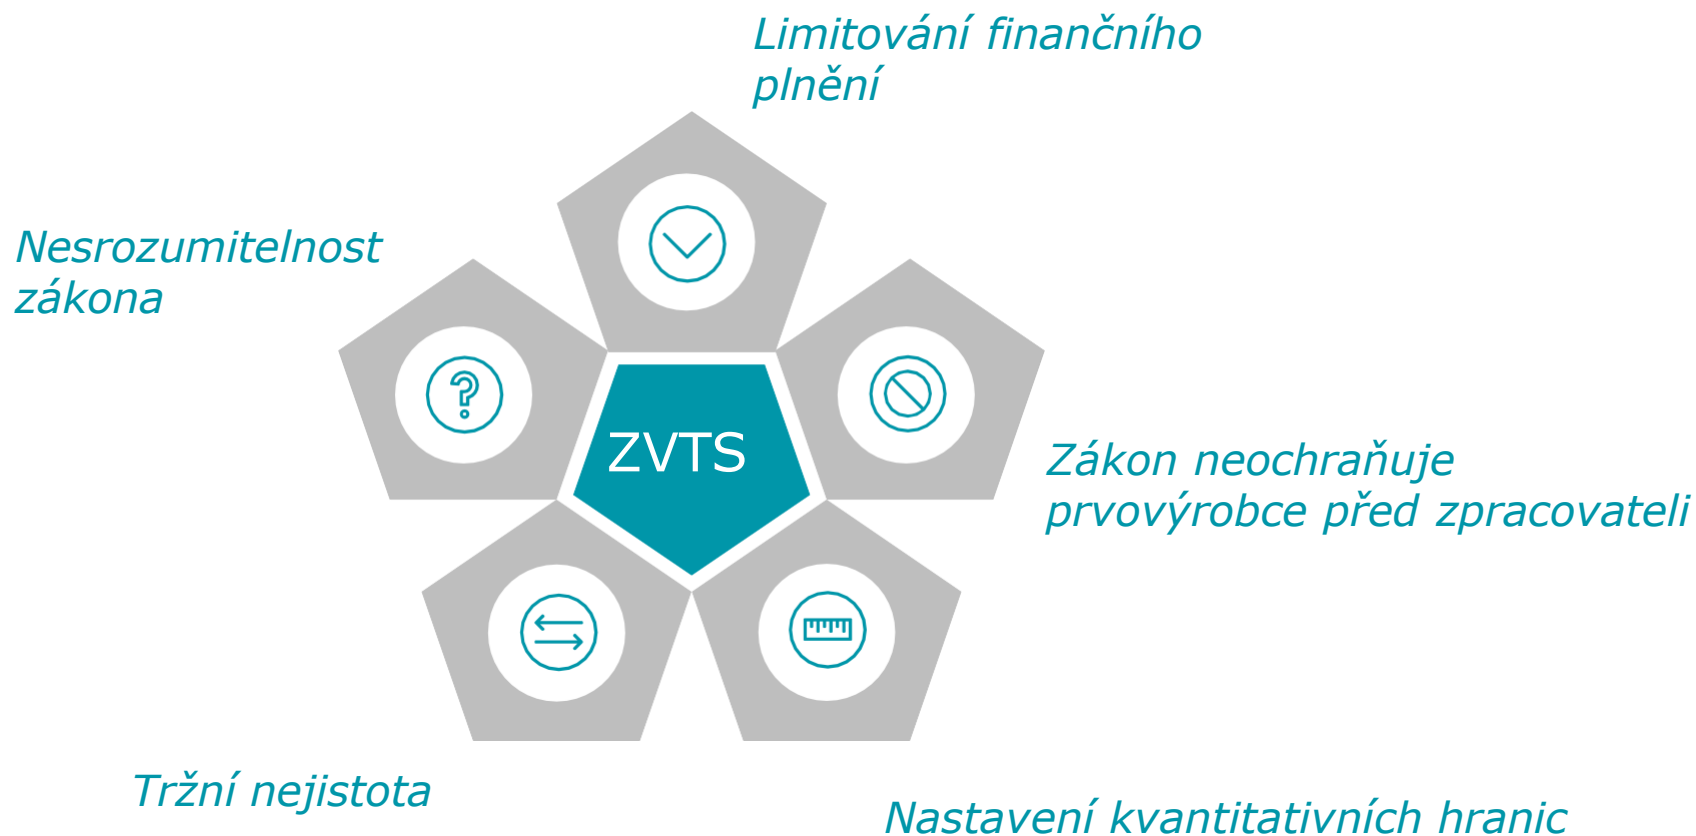 Limitování finančního
plnění
Nesrozumitelnost
zákona
ZVTS
Zákon neochraňuje
prvovýrobce před zpracovateli
Tržní nejistota
Nastavení kvantitativních hranic